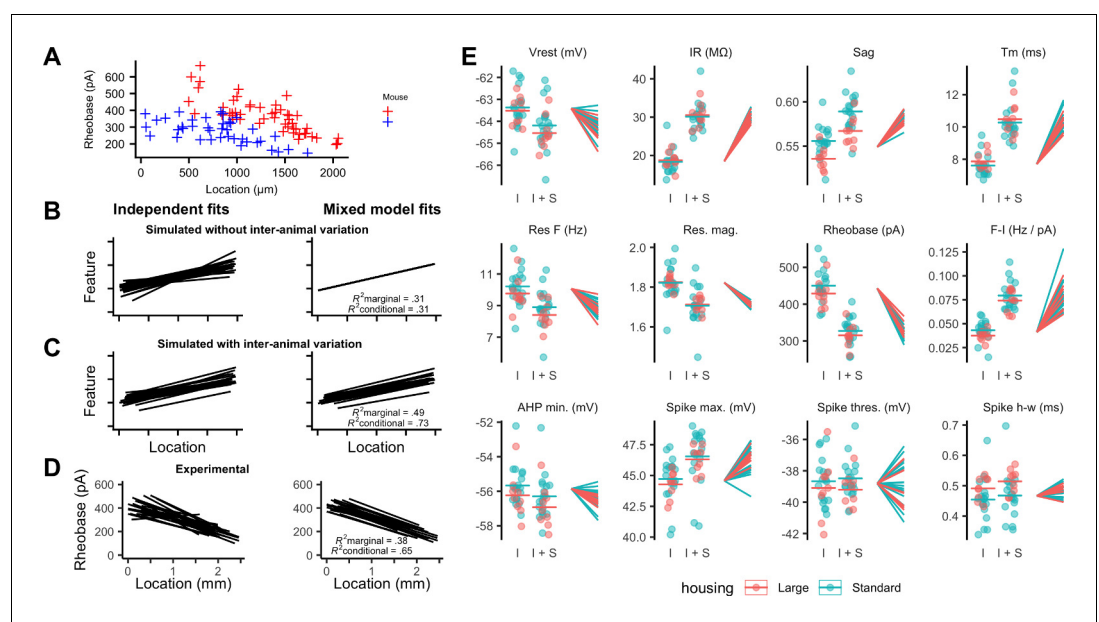 A
Rheobase (pA)
600
500
400
300
200
0
500
1000
1500
2000
Location (µm)
Mouse
B
Independent fits
Mixed model fits
Simulated without inter-animal variation
Feature
R²marginal = .31
R²conditional = .31
C
Simulated with inter-animal variation
Feature
R²marginal = .49
R²conditional = .73
Location
Location
D
Experimental
Rheobase (pA)
600
400
200
0
600
400
200
0
R²marginal = .38
R²conditional = .65
0
1
2
0
1
2
Location (mm)
Location (mm)
E
Vrest (mV)
-62
-63
-64
-65
-66
I
I + S
IR (MΩ)
40
30
20
I
I + S
Sag
0.60
0.55
I
I + S
Tm (ms)
12
10
8
I
I + S
Res F (Hz)
11
9
7
I
I + S
Res. mag.
2.0
1.8
1.6
I
I + S
Rheobase (pA)
500
450
400
300
I
I + S
F-I (Hz / pA)
0.125
0.100
0.075
0.050
0.025
I
I + S
AHP min. (mV)
-52
-54
-56
-58
I
I + S
Spike max. (mV)
47.5
45.0
42.5
40.0
I
I + S
Spike thres. (mV)
-36
-38
-40
-42
I
I + S
Spike h-w (ms)
0.7
0.6
0.5
0.4
I
I + S
housing
Large
Standard